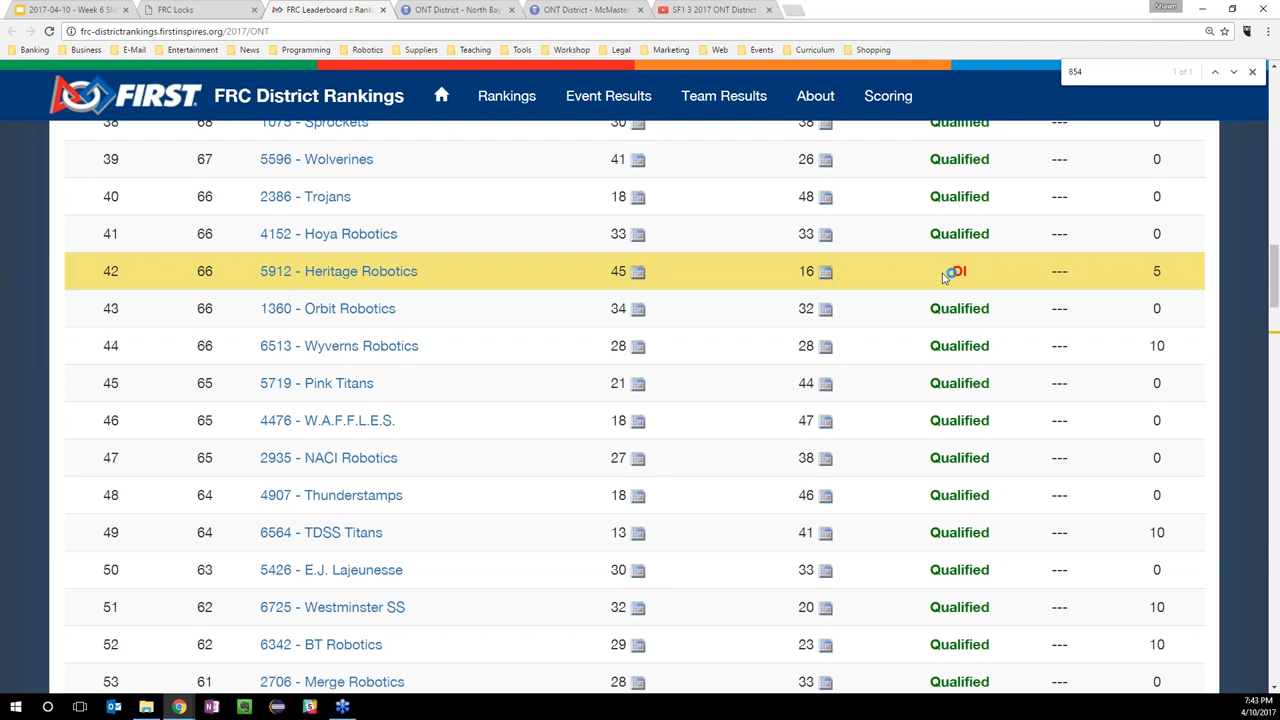 2017-04-10 - Week 6 Sli
FRC Locks
FRC Leaderboard :: Rank
ONT District - North Bay
ONT District - McMaster
SF1 3 2017 ONT District
Shawn
frc-districtrankings.firstinspires.org/2017/ONT
Banking Business E-Mail Entertainment News Programming Robotics Suppliers Teaching Tools Workshop Legal Marketing Web Events Curriculum Shopping
854 1 of 1
FIRST FRC District Rankings Rankings Event Results Team Results About Scoring
38 68 1075 - Sprockets 30 38 Qualified --- 0
39 67 5596 - Wolverines 41 26 Qualified --- 0
40 66 2386 - Trojans 18 48 Qualified --- 0
41 66 4152 - Hoya Robotics 33 33 Qualified --- 0
42 66 5912 - Heritage Robotics 45 16 DI --- 5
43 66 1360 - Orbit Robotics 34 32 Qualified --- 0
44 66 6513 - Wyverns Robotics 28 28 Qualified --- 10
45 65 5719 - Pink Titans 21 44 Qualified --- 0
46 65 4476 - W.A.F.F.L.E.S. 18 47 Qualified --- 0
47 65 2935 - NACI Robotics 27 38 Qualified --- 0
48 64 4907 - Thunderstamps 18 46 Qualified --- 0
49 64 6564 - TDSS Titans 13 41 Qualified --- 10
50 63 5426 - E.J. Lajeunesse 30 33 Qualified --- 0
51 62 6725 - Westminster SS 32 20 Qualified --- 10
52 62 6342 - BT Robotics 29 23 Qualified --- 10
53 61 2706 - Merge Robotics 28 33 Qualified --- 0
7:43 PM
4/10/2017